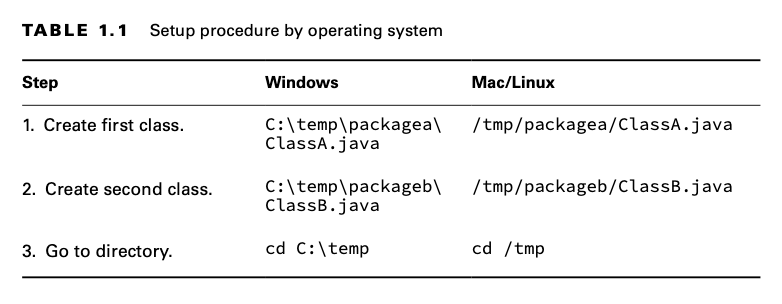 TABLE 1.1 Setup procedure by operating system
Step Windows Mac/Linux
1. Create first class. C:\temp\packagea\ /tmp/packagea/ClassA.java
ClassA.java
2. Create second class. C:\temp\packageb\ /tmp/packageb/ClassB.java
ClassB.java
3. Go to directory. cd C:\temp cd /tmp